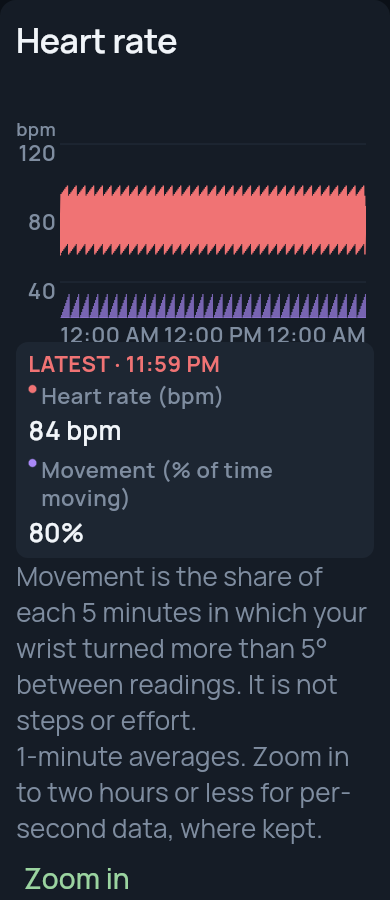 Heart rate
bpm
120
80
40
12:00 AM 12:00 PM 12:00 AM
LATEST · 11:59 PM
Heart rate (bpm)
84 bpm
Movement (% of time
moving)
80%
Movement is the share of
each 5 minutes in which your
wrist turned more than 5°
between readings. It is not
steps or effort.
1-minute averages. Zoom in
to two hours or less for per-
second data, where kept.
Zoom in